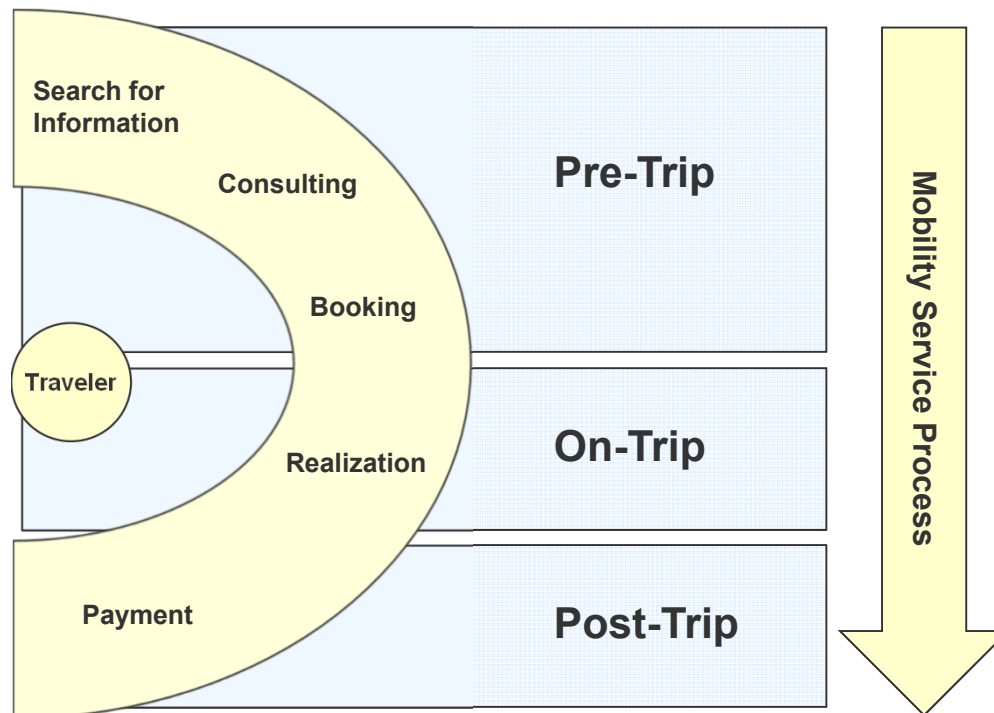 Search for
Information
Consulting
Pre-Trip
Booking
Traveler
Realization
On-Trip
Payment
Post-Trip
Mobility Service Process